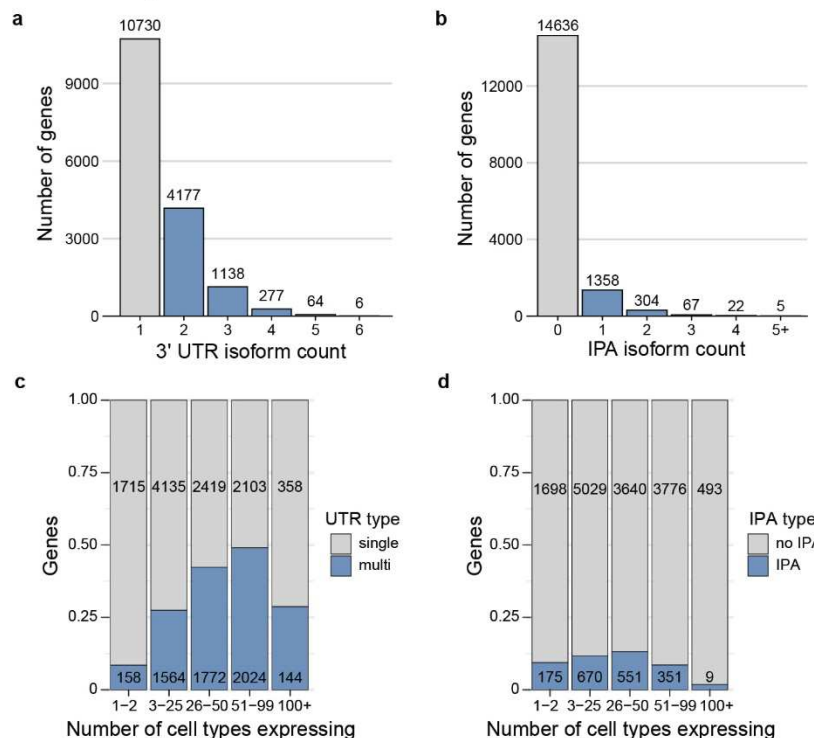 a
10730
9000
6000
3000
0
Number of genes
4177
1138
277
64
6
1 2 3 4 5 6
3' UTR isoform count
b
14636
12000
8000
4000
0
Number of genes
1358
304
67
22
5
0 1 2 3 4 5+
IPA isoform count
c
1.00
0.75
0.50
0.25
0
Genes
1715 4135 2419 2103 358
158 1564 1772 2024 144
1−2 3−25 26−50 51−99 100+
Number of cell types expressing
UTR type
single
multi
d
1.00
0.75
0.50
0.25
0
Genes
1698 5029 3640 3776 493
175 670 551 351 9
1−2 3−25 26−50 51−99 100+
Number of cell types expressing
IPA type
no IPA
IPA